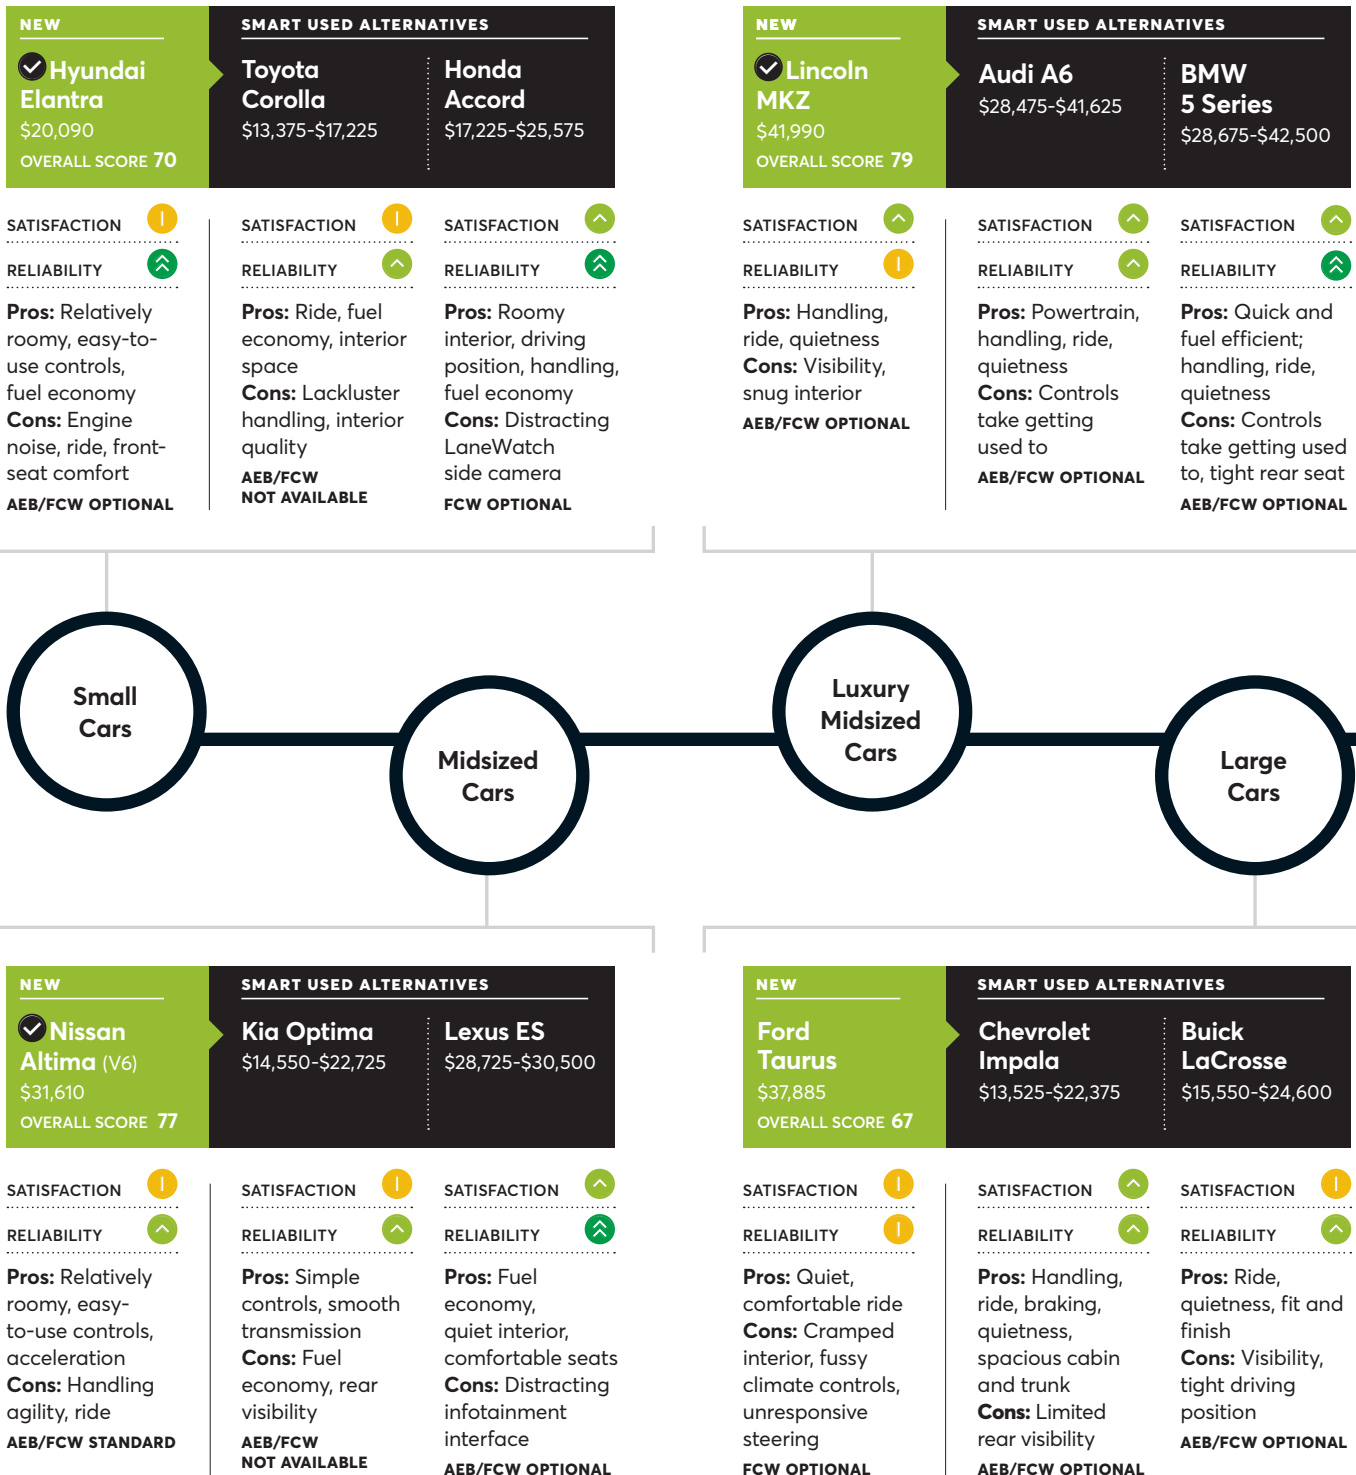 NEW
Hyundai
Elantra
$20,090
OVERALL SCORE 70
SMART USED ALTERNATIVES
Toyota
Corolla
$13,375-$17,225
Honda
Accord
$17,225-$25,575
SATISFACTION
RELIABILITY
Pros: Relatively
roomy, easy-to-
use controls,
fuel economy
Cons: Engine
noise, ride, front-
seat comfort
AEB/FCW OPTIONAL
SATISFACTION
RELIABILITY
Pros: Ride, fuel
economy, interior
space
Cons: Lackluster
handling, interior
quality
AEB/FCW
NOT AVAILABLE
SATISFACTION
RELIABILITY
Pros: Roomy
interior, driving
position, handling,
fuel economy
Cons: Distracting
LaneWatch
side camera
FCW OPTIONAL
NEW
Lincoln
MKZ
$41,990
OVERALL SCORE 79
SMART USED ALTERNATIVES
Audi A6
$28,475-$41,625
BMW
5 Series
$28,675-$42,500
SATISFACTION
RELIABILITY
Pros: Handling,
ride, quietness
Cons: Visibility,
snug interior
AEB/FCW OPTIONAL
SATISFACTION
RELIABILITY
Pros: Powertrain,
handling, ride,
quietness
Cons: Controls
take getting
used to
AEB/FCW OPTIONAL
SATISFACTION
RELIABILITY
Pros: Quick and
fuel efficient;
handling, ride,
quietness
Cons: Controls
take getting used
to, tight rear seat
AEB/FCW OPTIONAL
Small
Cars
Midsized
Cars
Luxury
Midsized
Cars
Large
Cars
NEW
Nissan
Altima (V6)
$31,610
OVERALL SCORE 77
SMART USED ALTERNATIVES
Kia Optima
$14,550-$22,725
Lexus ES
$28,725-$30,500
SATISFACTION
RELIABILITY
Pros: Relatively
roomy, easy-
to-use controls,
acceleration
Cons: Handling
agility, ride
AEB/FCW STANDARD
SATISFACTION
RELIABILITY
Pros: Simple
controls, smooth
transmission
Cons: Fuel
economy, rear
visibility
AEB/FCW
NOT AVAILABLE
SATISFACTION
RELIABILITY
Pros: Fuel
economy,
quiet interior,
comfortable seats
Cons: Distracting
infotainment
interface
AEB/FCW OPTIONAL
NEW
Ford
Taurus
$37,885
OVERALL SCORE 67
SMART USED ALTERNATIVES
Chevrolet
Impala
$13,525-$22,375
Buick
LaCrosse
$15,550-$24,600
SATISFACTION
RELIABILITY
Pros: Quiet,
comfortable ride
Cons: Cramped
interior, fussy
climate controls,
unresponsive
steering
FCW OPTIONAL
SATISFACTION
RELIABILITY
Pros: Handling,
ride, braking,
quietness,
spacious cabin
and trunk
Cons: Limited
rear visibility
AEB/FCW OPTIONAL
SATISFACTION
RELIABILITY
Pros: Ride,
quietness, fit and
finish
Cons: Visibility,
tight driving
position
AEB/FCW OPTIONAL